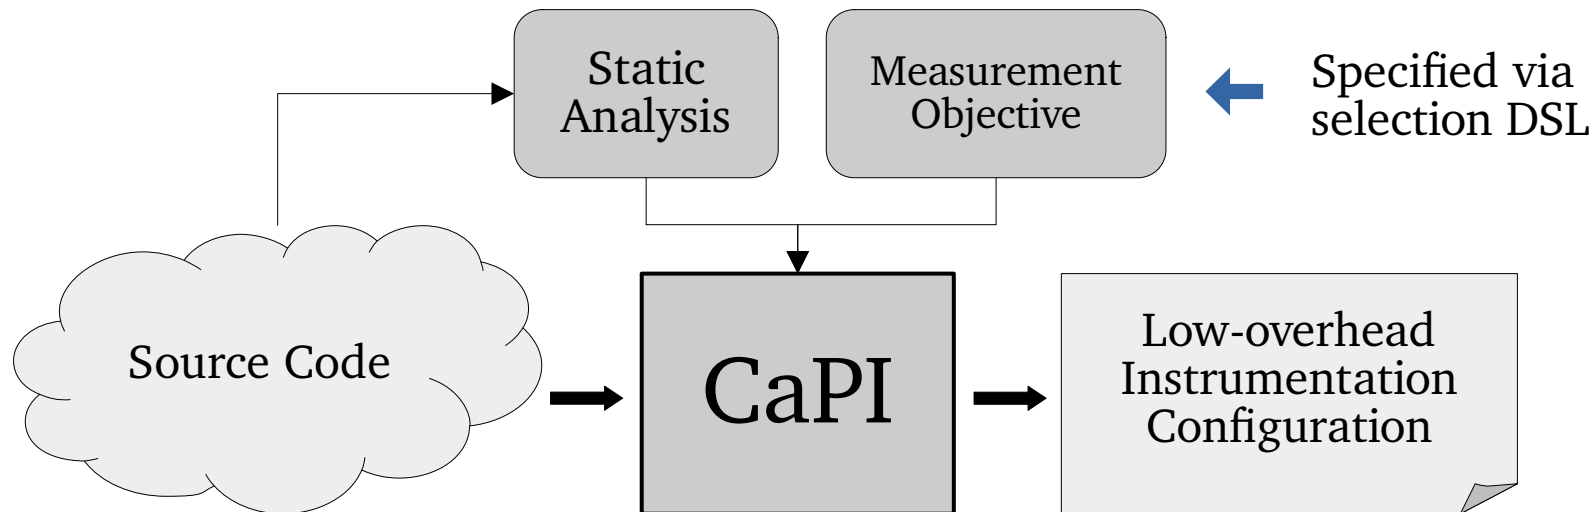 Static
Analysis
Measurement
Objective
Specified via
selection DSL
Source Code
CaPI
Low-overhead
Instrumentation
Configuration